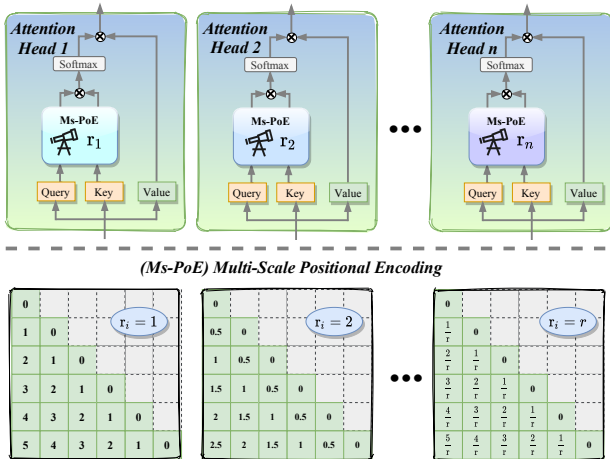 Attention
Head 1
Softmax
Ms-PoE
r₁
Query
Key
Value
Attention
Head 2
Softmax
Ms-PoE
r₂
Query
Key
Value
Attention
Head n
Softmax
Ms-PoE
rₙ
Query
Key
Value
(Ms-PoE) Multi-Scale Positional Encoding
rᵢ = 1
0
1 0
2 1 0
3 2 1 0
4 3 2 1 0
5 4 3 2 1 0
rᵢ = 2
0
0.5 0
1 0.5 0
1.5 1 0.5 0
2 1.5 1 0.5 0
2.5 2 1.5 1 0.5 0
rᵢ = r
0
1/r 0
2/r 1/r 0
3/r 2/r 1/r 0
4/r 3/r 2/r 1/r 0
5/r 4/r 3/r 2/r 1/r 0